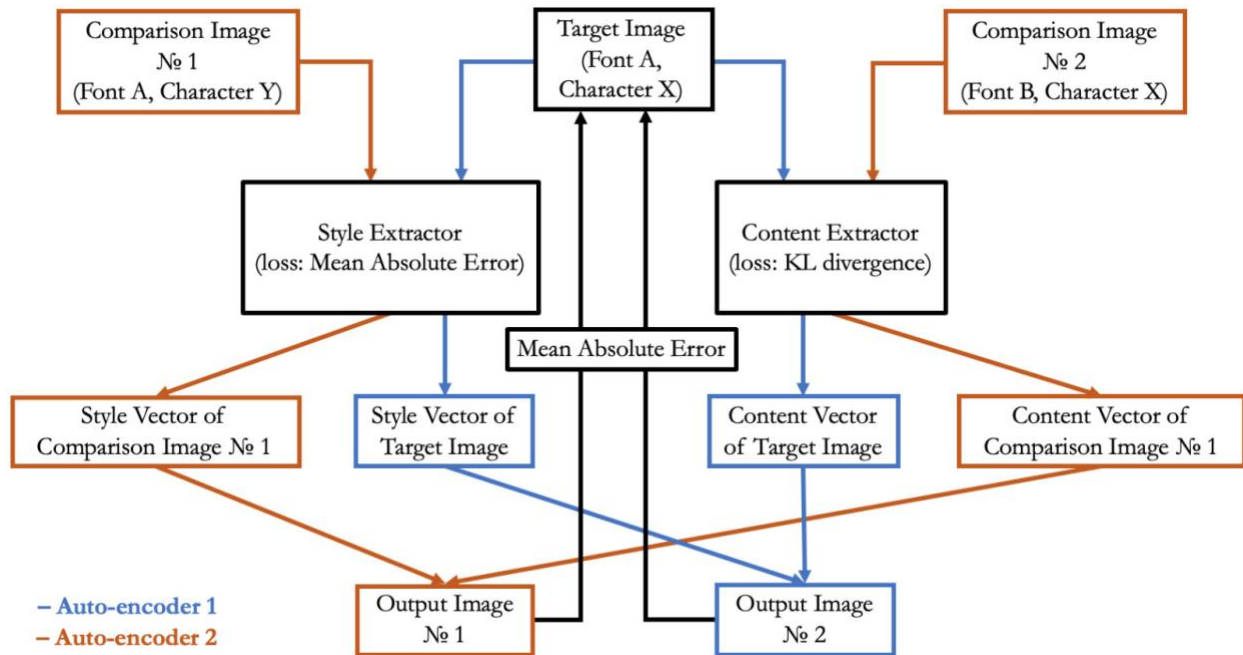 Comparison Image
№ 1
(Font A, Character Y)
Target Image
(Font A,
Character X)
Comparison Image
№ 2
(Font B, Character X)
Style Extractor
(loss: Mean Absolute Error)
Content Extractor
(loss: KL divergence)
Mean Absolute Error
Style Vector of
Comparison Image № 1
Style Vector of
Target Image
Content Vector
of Target Image
Content Vector of
Comparison Image № 1
Output Image
№ 1
Output Image
№ 2
– Auto-encoder 1
– Auto-encoder 2